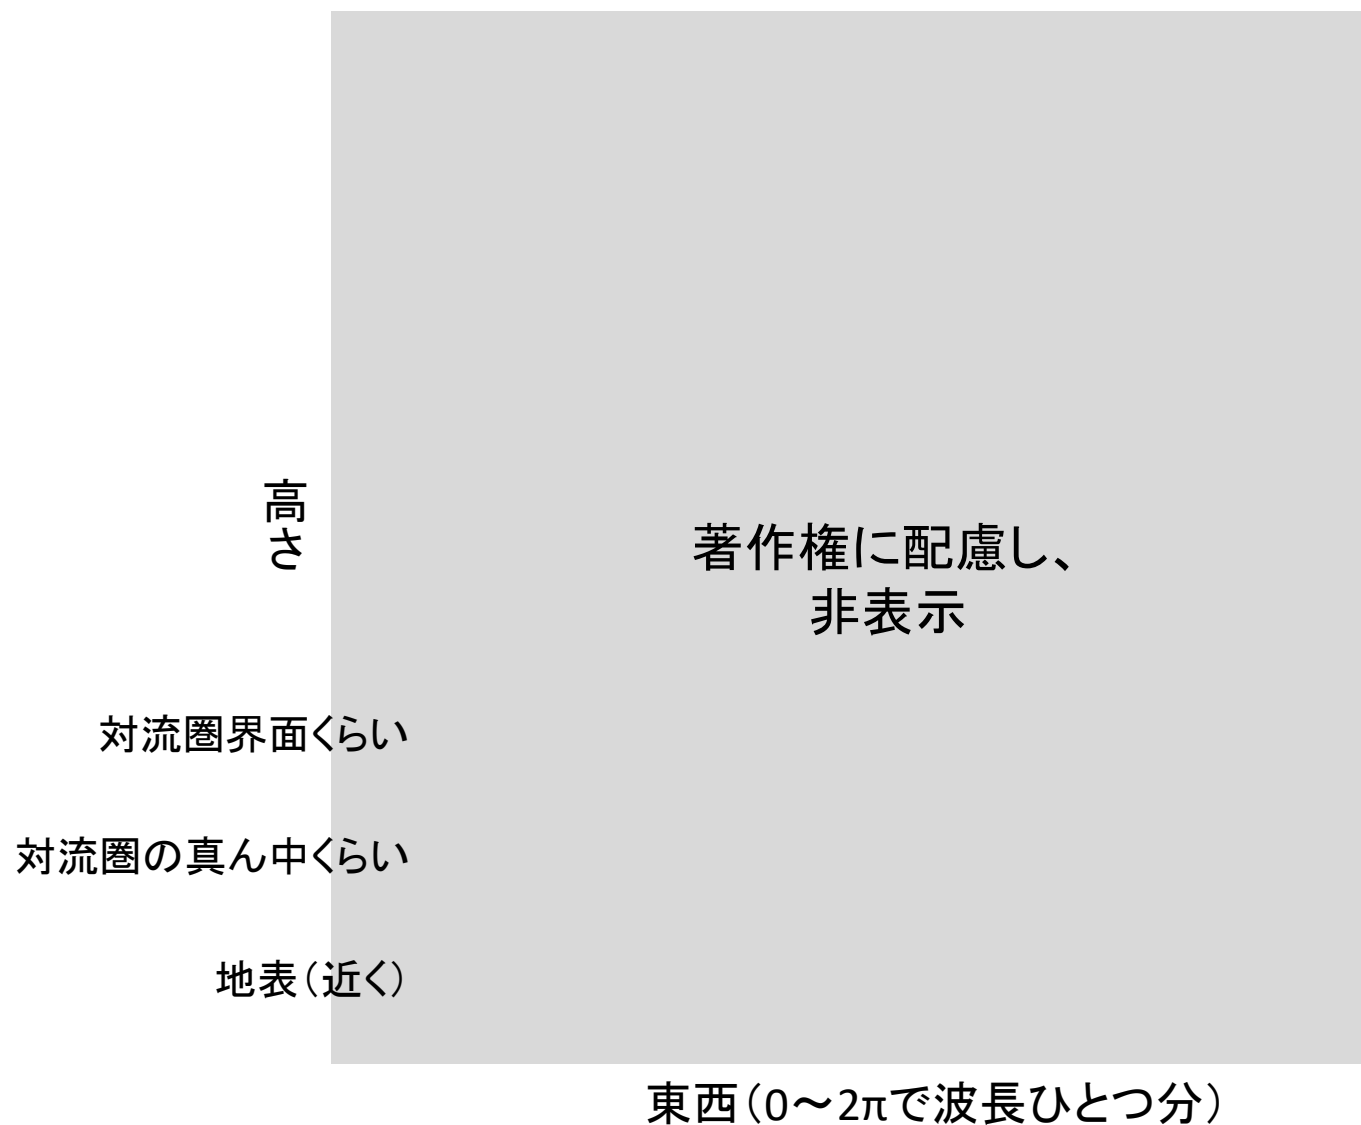 高さ
著作権に配慮し、
非表示
対流圏界面くらい
対流圏の真ん中くらい
地表（近く）
東西（0～2πで波長ひとつ分）